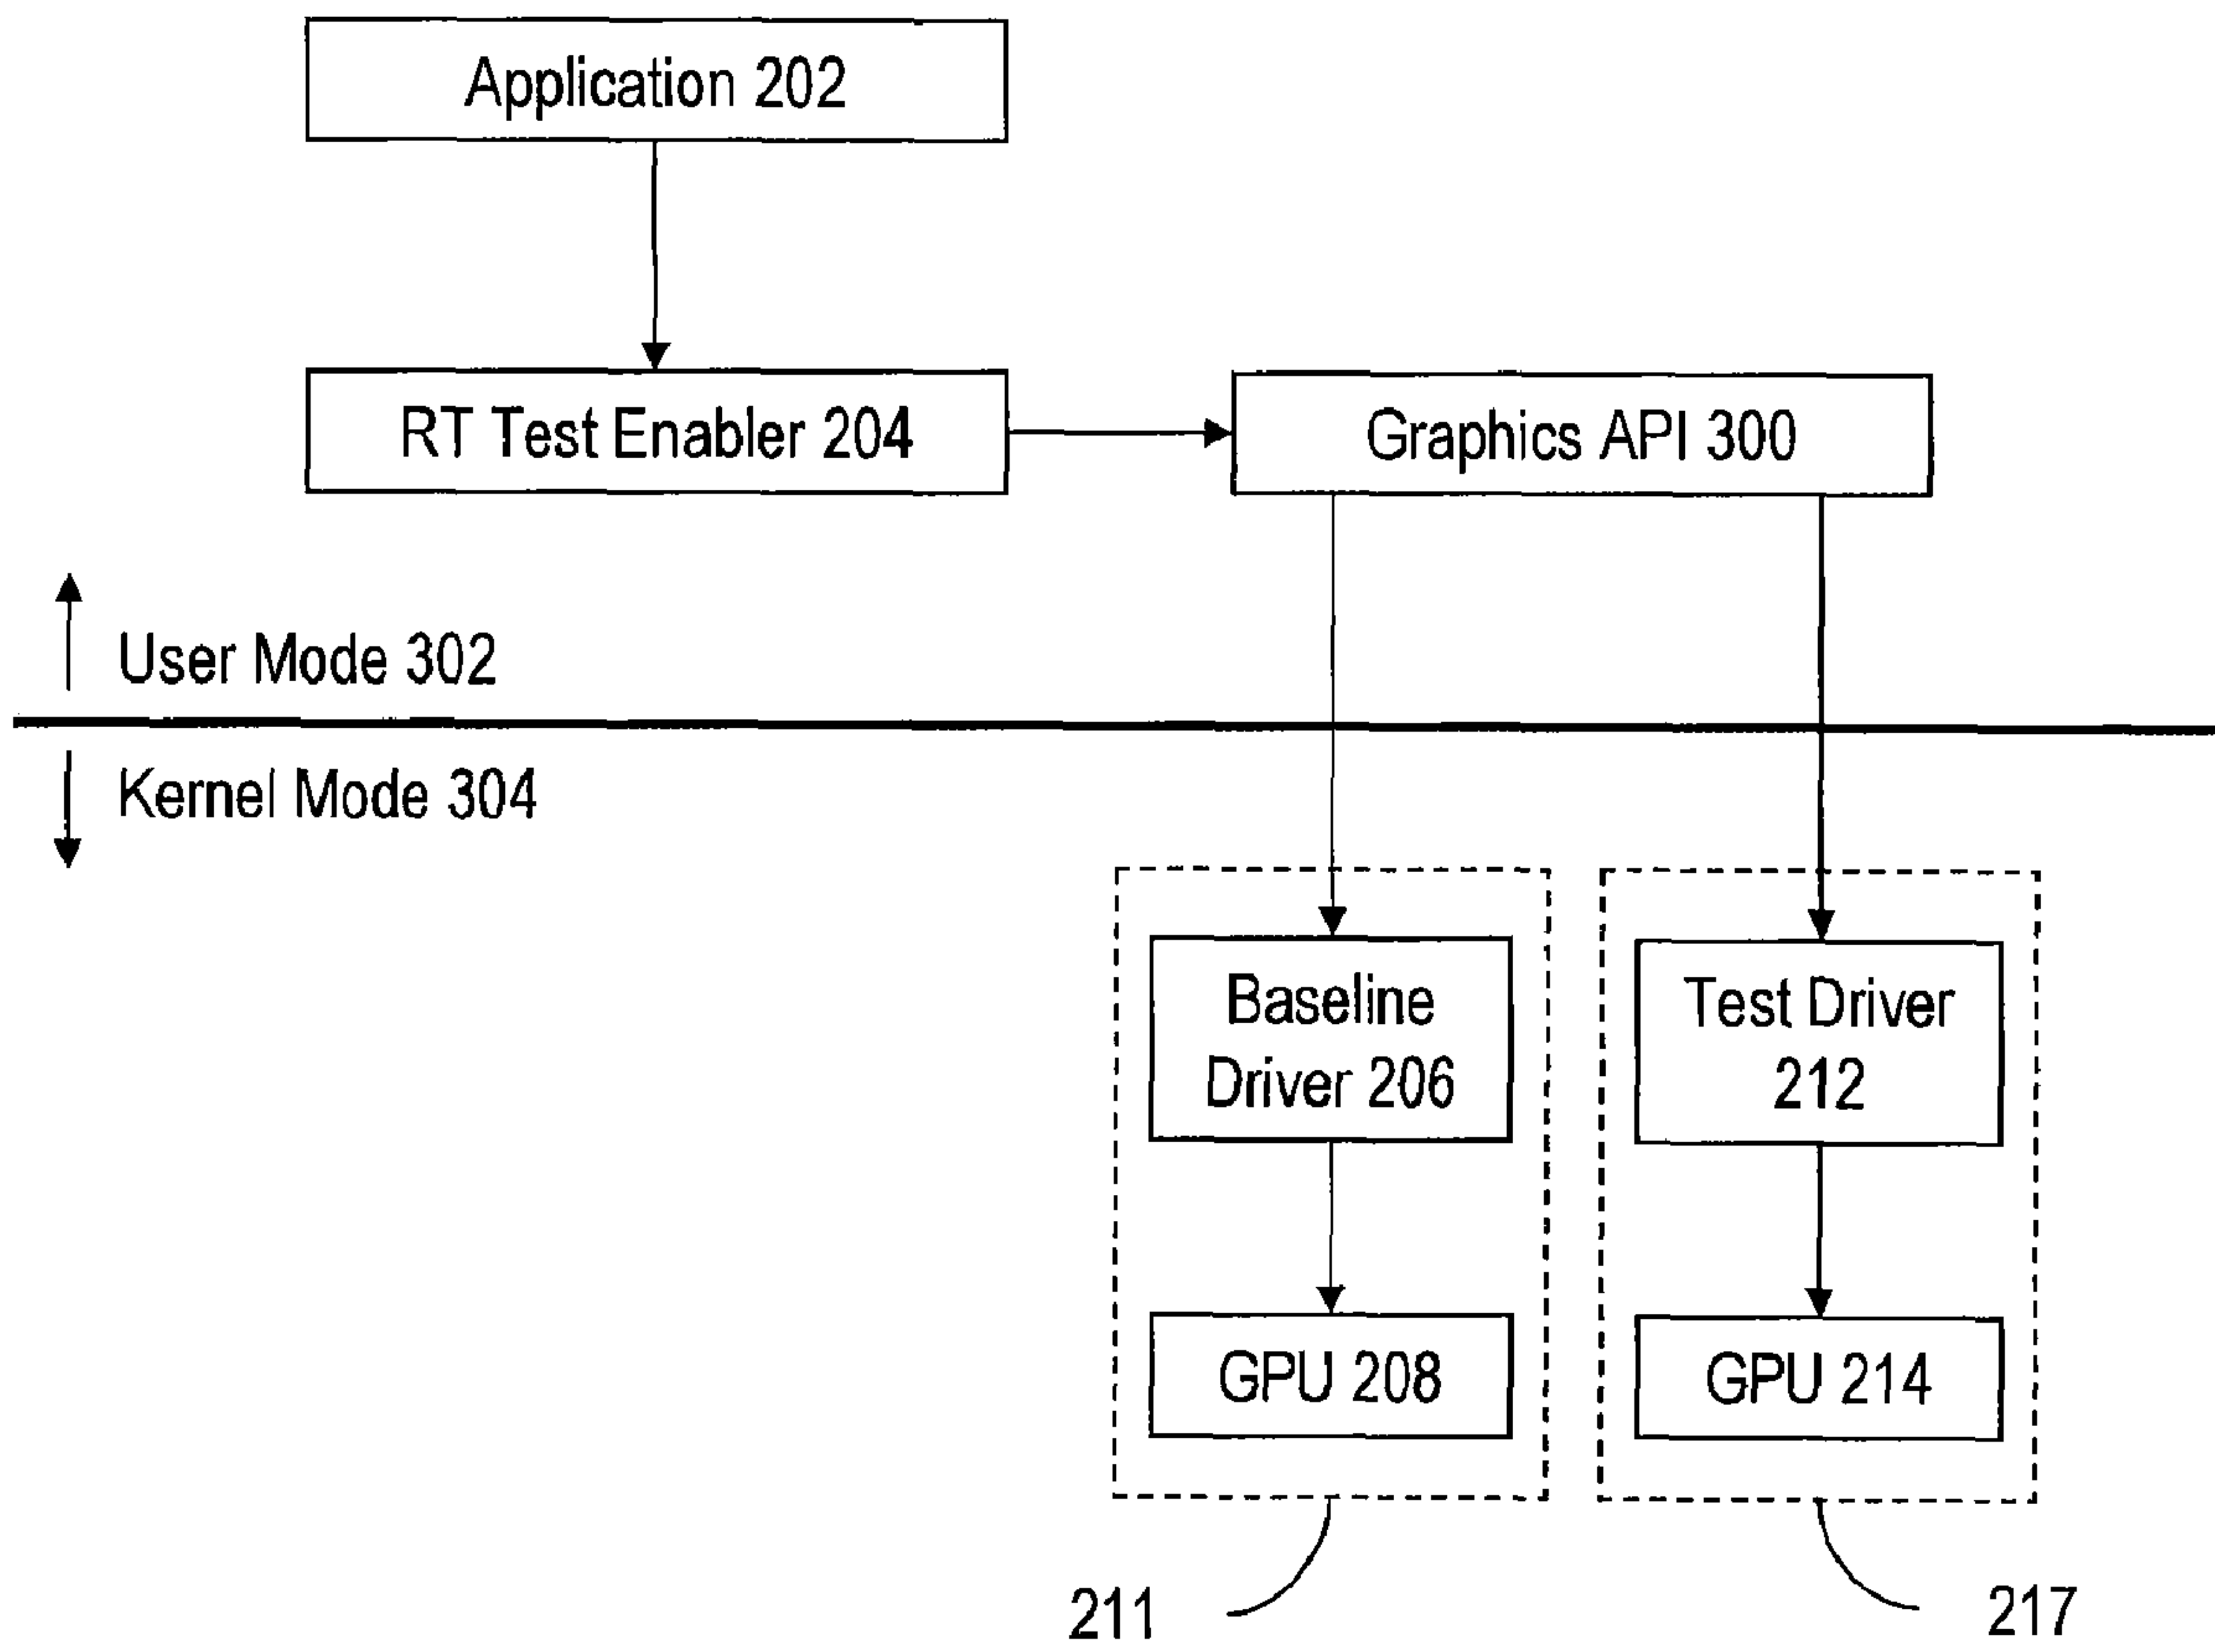 Application 202
RT Test Enabler 204
Graphics API 300
User Mode 302
Kernel Mode 304
Baseline
Driver 206
Test Driver
212
GPU 208
GPU 214
211
217